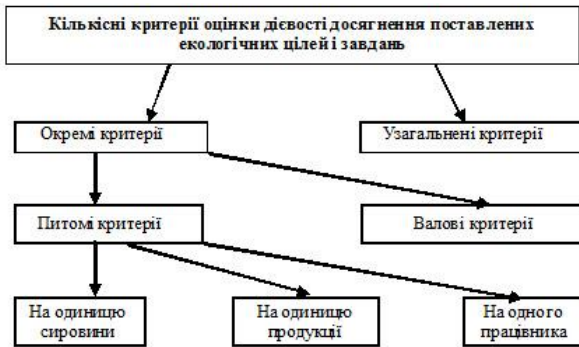 Кількісні критерії оцінки дієвості досягнення поставлених
екологічних цілей і завдань
Окремі критерії
Узагальнені критерії
Питомі критерії
Валові критерії
На одиницю
сировини
На одиницю
продукції
На одного
працівника